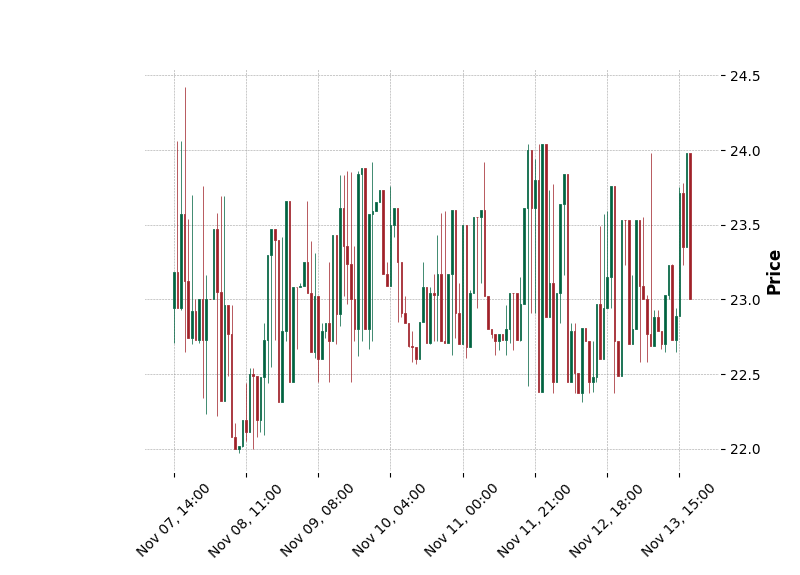 24.5
24.0
23.5
23.0
22.5
22.0
Price
Nov 07, 14:00
Nov 08, 11:00
Nov 09, 08:00
Nov 10, 04:00
Nov 11, 00:00
Nov 11, 21:00
Nov 12, 18:00
Nov 13, 15:00